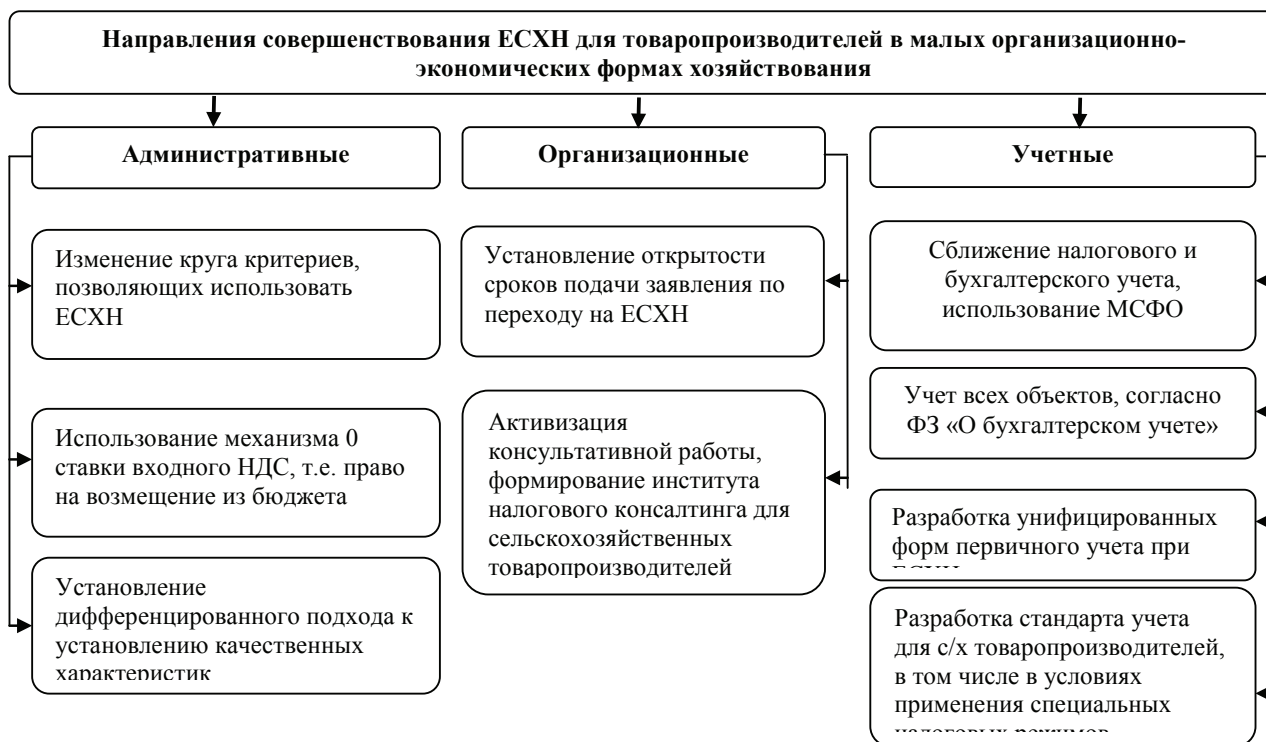 Направления совершенствования ЕСХН для товаропроизводителей в малых организационно-
экономических формах хозяйствования
Административные
Изменение круга критериев,
позволяющих использовать
ЕСХН
Использование механизма 0
ставки входного НДС, т.е. право
на возмещение из бюджета
Установление
дифференцированного подхода к
установлению качественных
характеристик
Организационные
Установление открытости
сроков подачи заявления по
переходу на ЕСХН
Активизация
консультативной работы,
формирование института
налогового консалтинга для
сельскохозяйственных
товаропроизводителей
Учетные
Сближение налогового и
бухгалтерского учета,
использование МСФО
Учет всех объектов, согласно
ФЗ «О бухгалтерском учете»
Разработка унифицированных
форм первичного учета при
ЕСХН
Разработка стандарта учета
для с/х товаропроизводителей,
в том числе в условиях
применения специальных
налоговых режимов